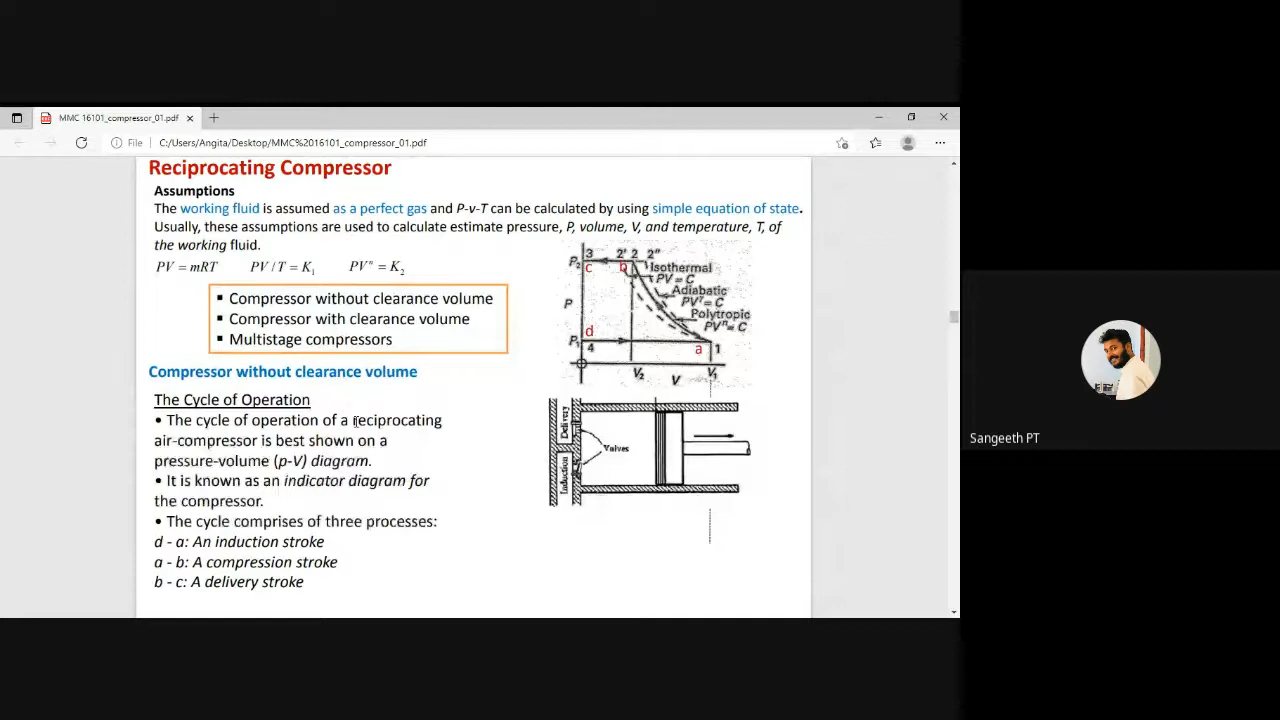 MMC 16101_compressor_01.pdf
File C:/Users/Angita/Desktop/MMC%2016101_compressor_01.pdf
Reciprocating Compressor
Assumptions
The working fluid is assumed as a perfect gas and P-v-T can be calculated by using simple equation of state.
Usually, these assumptions are used to calculate estimate pressure, P, volume, V, and temperature, T, of
the working fluid.
PV = mRT PV / T = K₁ PVⁿ = K₂
▪ Compressor without clearance volume
▪ Compressor with clearance volume
▪ Multistage compressors
Compressor without clearance volume
The Cycle of Operation
• The cycle of operation of a reciprocating
air-compressor is best shown on a
pressure-volume (p-V) diagram.
• It is known as an indicator diagram for
the compressor.
• The cycle comprises of three processes:
d - a: An induction stroke
a - b: A compression stroke
b - c: A delivery stroke
3 2' 2 2"
P₂ c b
Isothermal
PV = C
Adiabatic
PVᵞ = C
P
Polytropic
PVⁿ = C
d
P₁ 4 a 1
V₂ V V₁
Delivery
Valves
Induction
Sangeeth PT